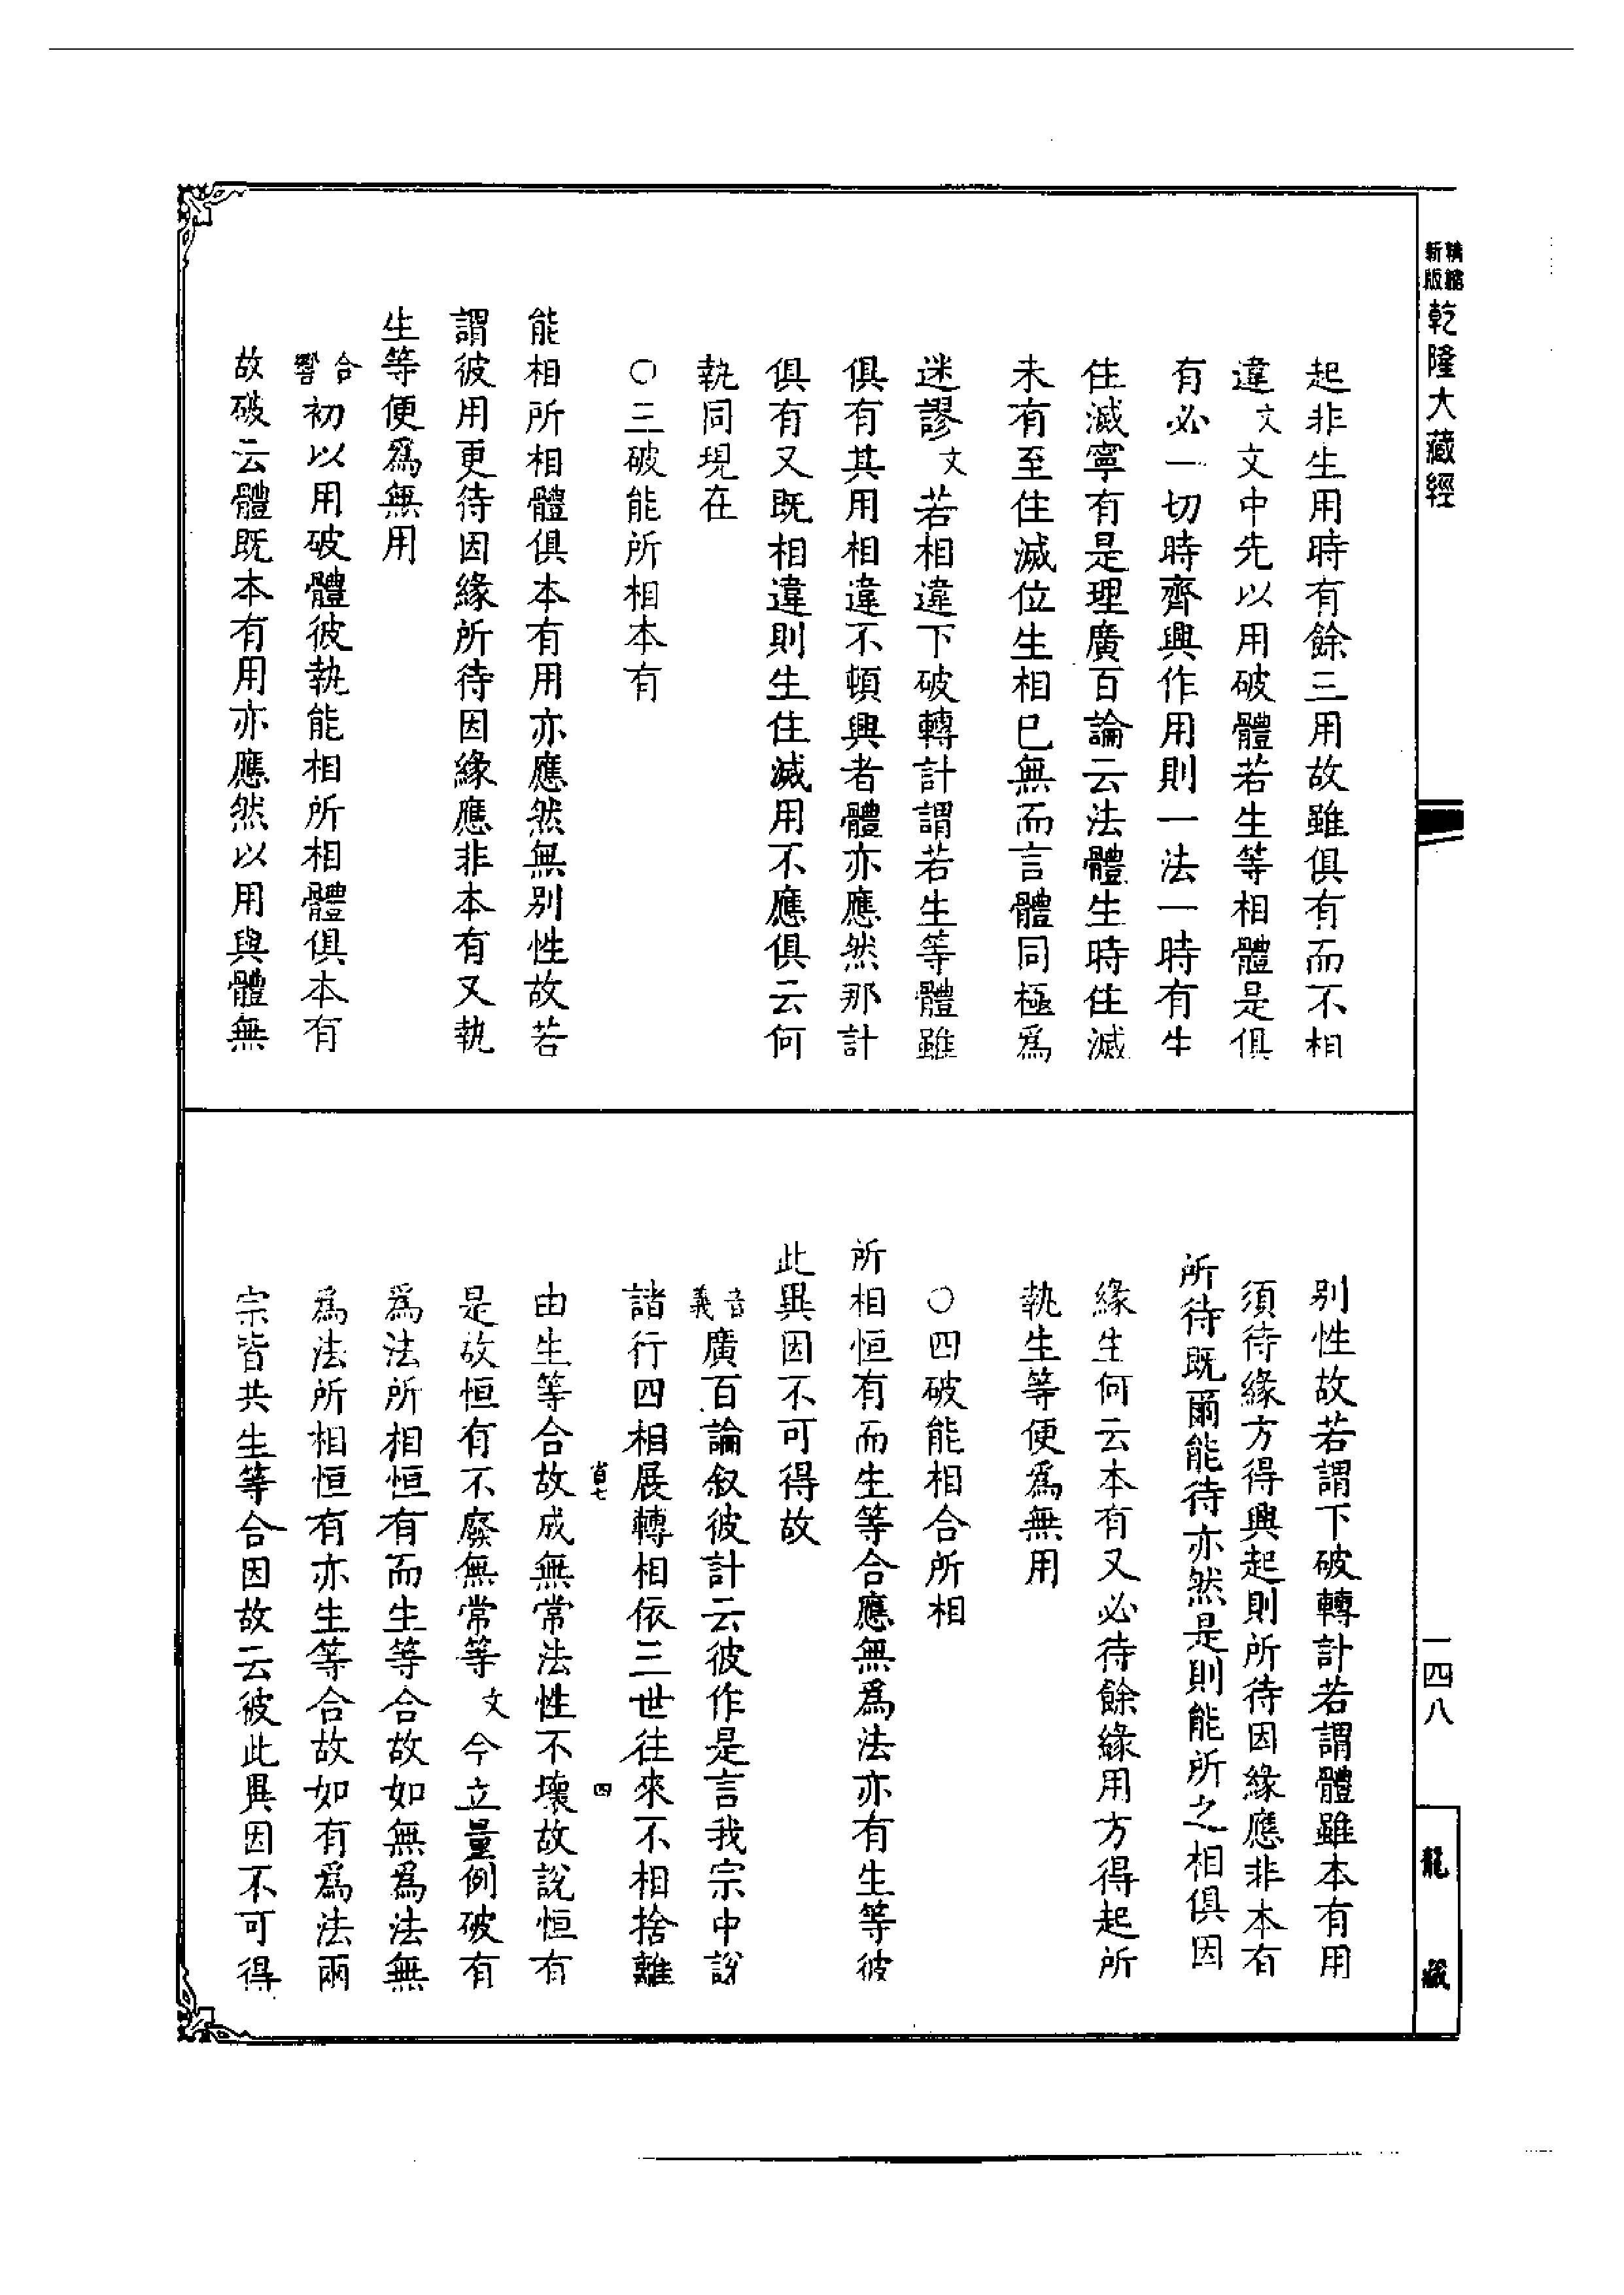 精縮新版乾隆大藏經
起非生用時有餘三用故雖俱有而不相
違文文中先以用破體若生等相體是俱
有必一切時齊興作用則一法一時有生
住滅寧有是理廣百論云法體生時住滅
未有至住滅位生相已無而言體同極爲
迷謬文若相違下破轉計謂若生等體雖
俱有其用相違不頓興者體亦應然那計
俱有又既相違則生住滅用不應俱云何
執同現在
○三破能所相本有
能相所相體俱本有用亦應然無別性故若
謂彼用更待因緣所待因緣應非本有又執
生等便爲無用
合響初以用破體彼執能相所相體俱本有
故破云體既本有用亦應然以用與體無
別性故若謂下破轉計若謂體雖本有用
須待緣方得興起則所待因緣應非本有
所待既爾能待亦然是則能所之相俱因
緣生何云本有又必待餘緣用方得起所
執生等便爲無用
○四破能相合所相
所相恒有而生等合應無爲法亦有生等彼
此異因不可得故
音義廣百論叙彼計云彼作是言我宗中說
諸行四相展轉相依三世往來不相捨離
由生等合故成無常法性不壞故說恒有
是故恒有不廢無常等文今立量例破有
爲法所相恒有而生等合故如無爲法無
爲法所相恒有亦生等合故如有爲法兩
宗皆共生等合因故云彼此異因不可得
一四八
龍藏